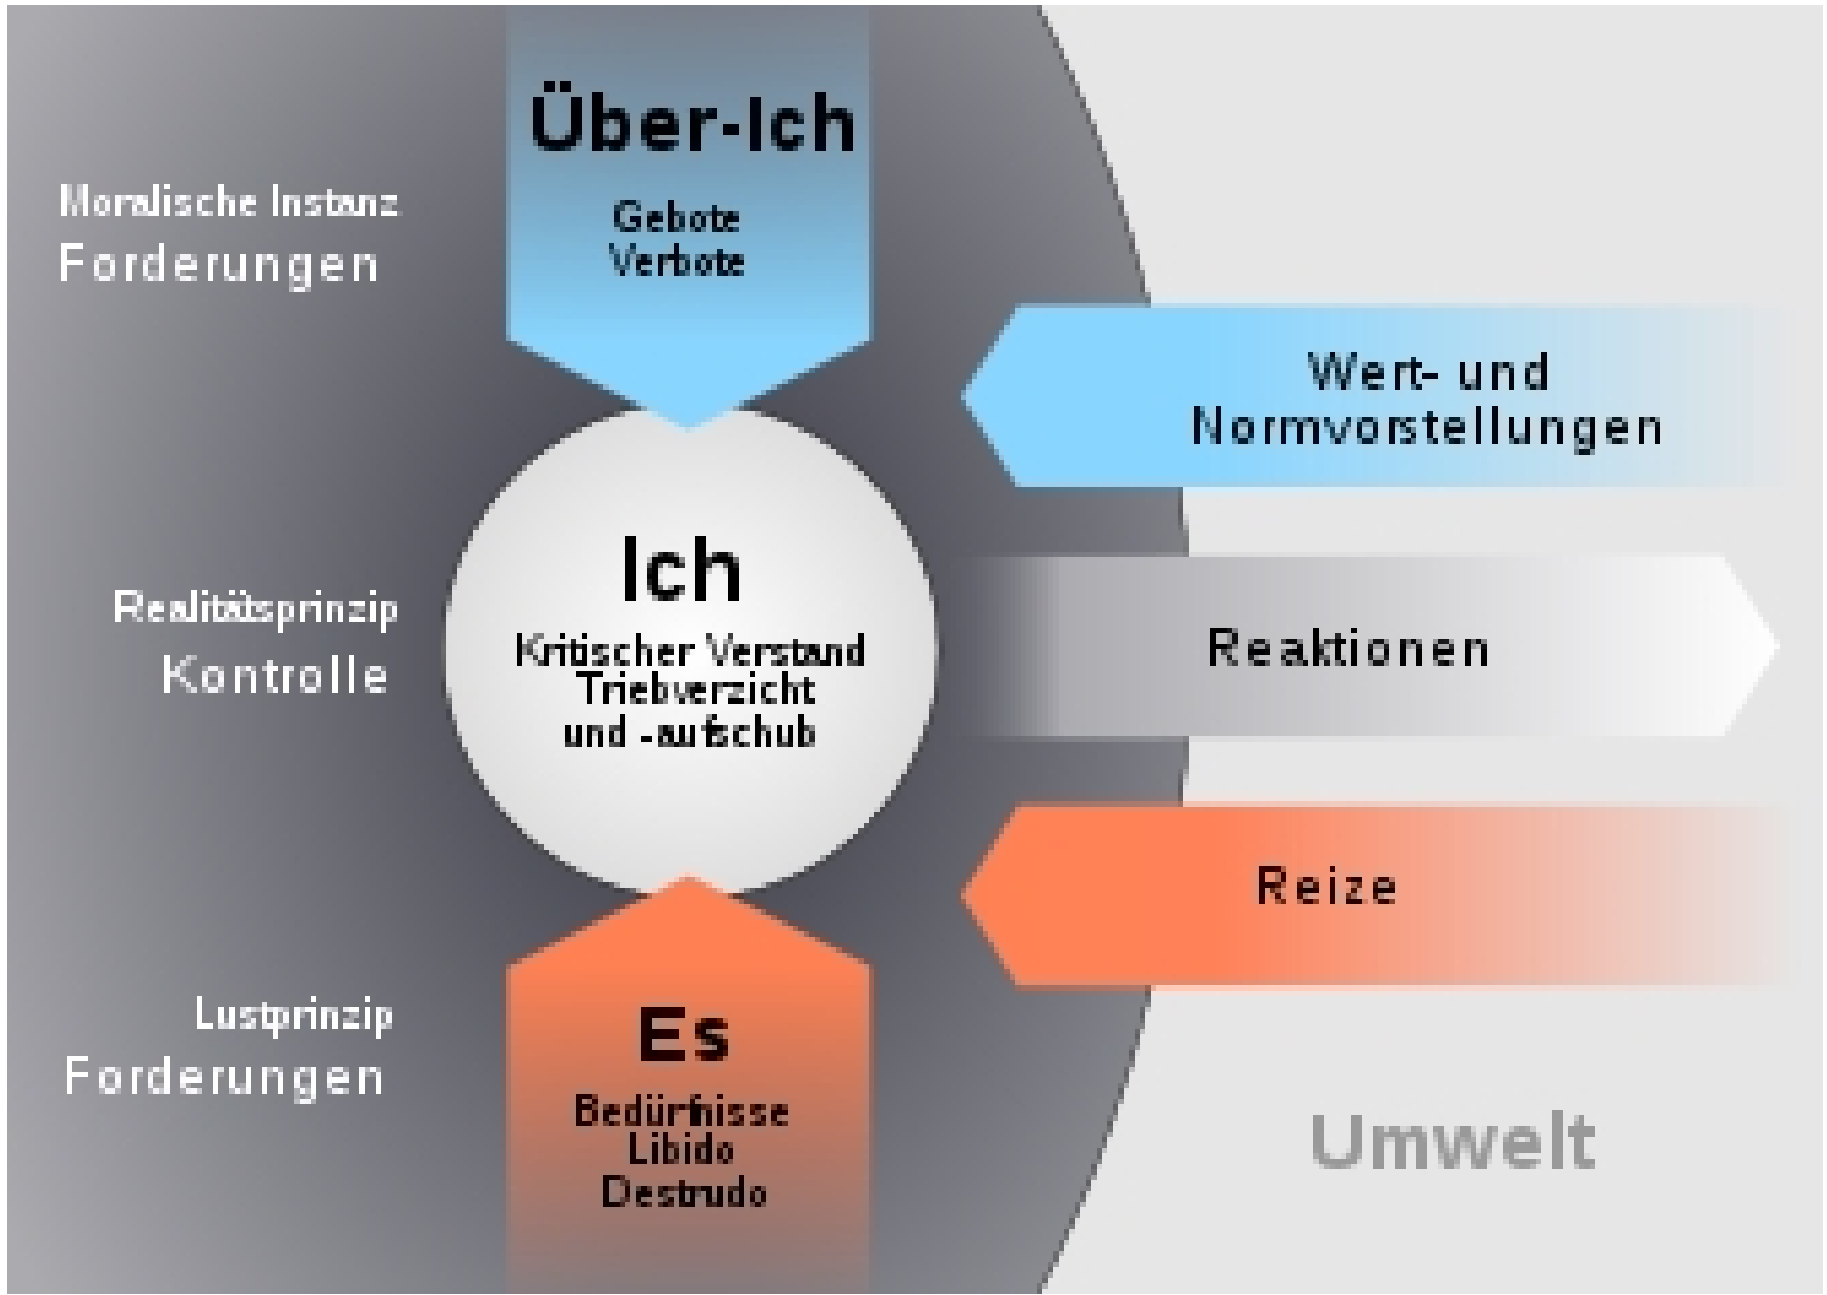 Über-Ich
Gebote
Verbote
Moralische Instanz
Forderungen
Wert- und
Normvorstellungen
Ich
Kritischer Verstand
Triebverzicht
und -aufschub
Realitätsprinzip
Kontrolle
Reaktionen
Reize
Lustprinzip
Forderungen
Es
Bedürfnisse
Libido
Destrudo
Umwelt